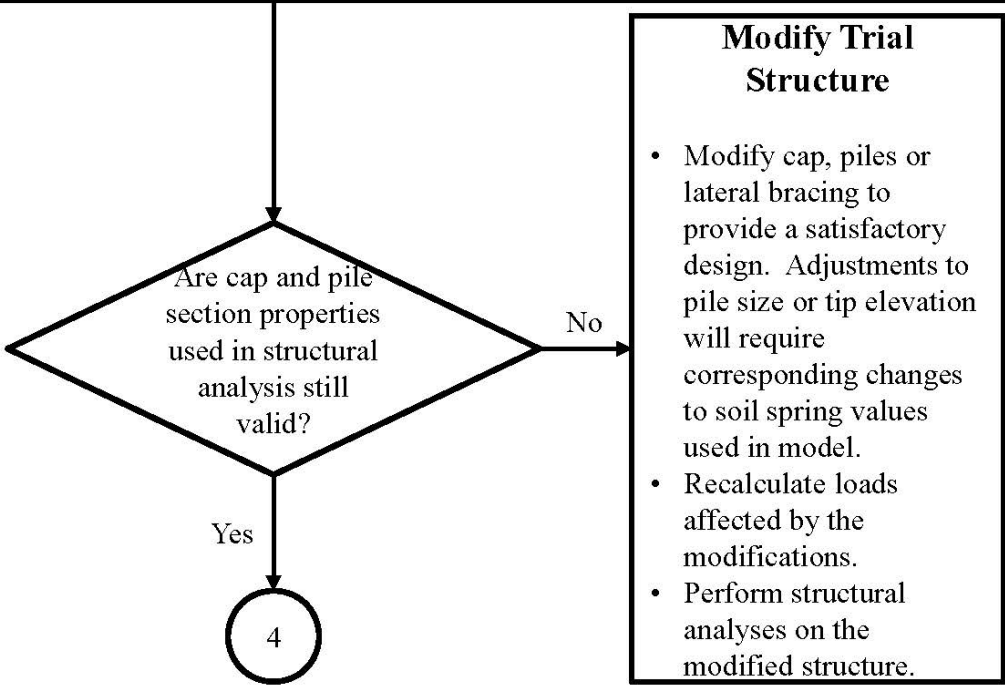 Are cap and pile
section properties
used in structural
analysis still
valid?
No
Yes
4
Modify Trial
Structure
• Modify cap, piles or
lateral bracing to
provide a satisfactory
design.  Adjustments to
pile size or tip elevation
will require
corresponding changes
to soil spring values
used in model.
• Recalculate loads
affected by the
modifications.
• Perform structural
analyses on the
modified structure.